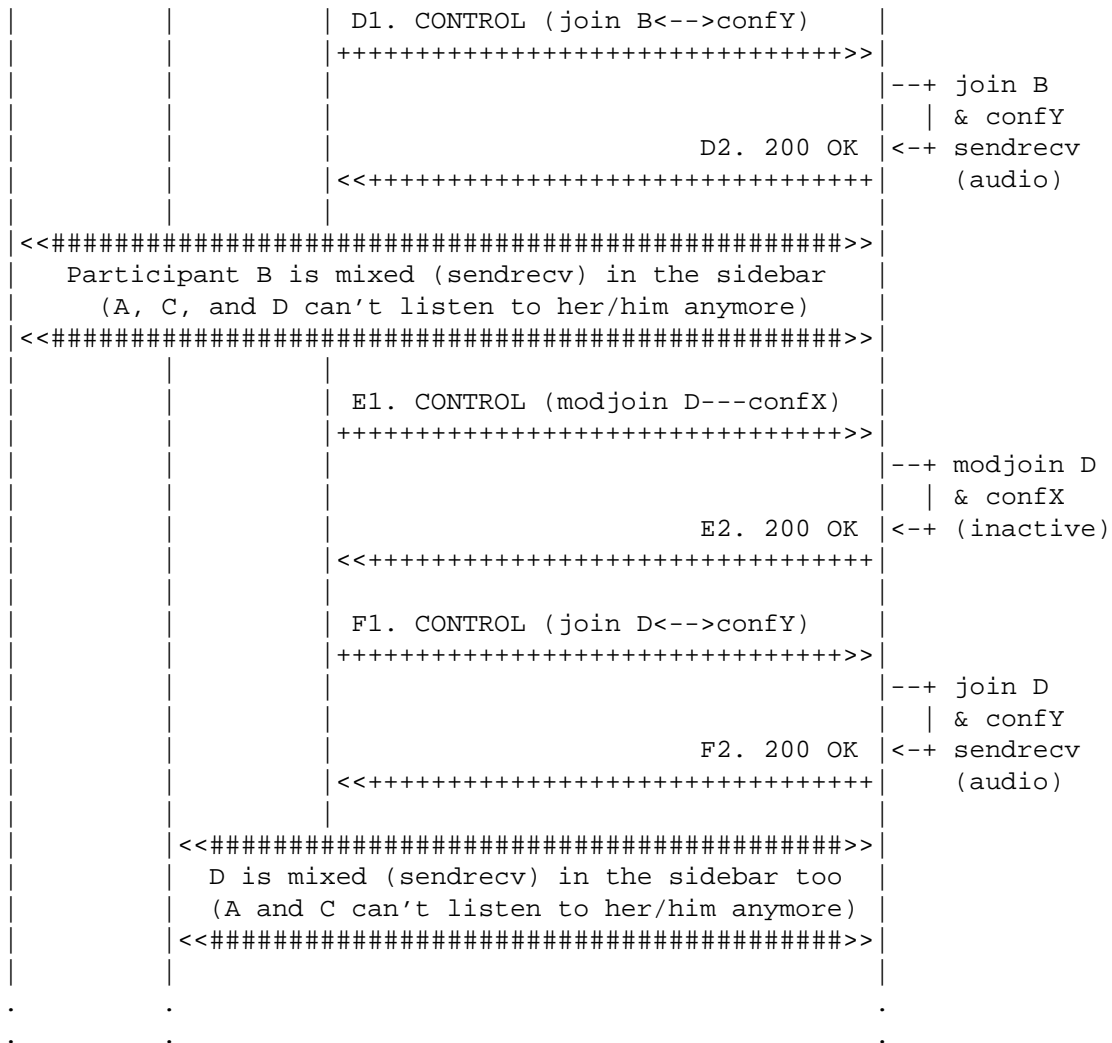 |         |         | D1. CONTROL (join B<-->confY)    |
|         |         |++++++++++++++++++++++++++++++++>>|
|         |         |                                  |--+ join B
|         |         |                                  |  | & confY
|         |         |                       D2. 200 OK |<-+ sendrecv
|         |         |<<++++++++++++++++++++++++++++++++|    (audio)
|         |         |                                  |
|<<##################################################>>|
|   Participant B is mixed (sendrecv) in the sidebar   |
|     (A, C, and D can't listen to her/him anymore)    |
|<<##################################################>>|
|         |         |                                  |
|         |         | E1. CONTROL (modjoin D---confX)  |
|         |         |++++++++++++++++++++++++++++++++>>|
|         |         |                                  |--+ modjoin D
|         |         |                                  |  | & confX
|         |         |                       E2. 200 OK |<-+ (inactive)
|         |         |<<++++++++++++++++++++++++++++++++|
|         |         |                                  |
|         |         | F1. CONTROL (join D<-->confY)    |
|         |         |++++++++++++++++++++++++++++++++>>|
|         |         |                                  |--+ join D
|         |         |                                  |  | & confY
|         |         |                       F2. 200 OK |<-+ sendrecv
|         |         |<<++++++++++++++++++++++++++++++++|    (audio)
|         |         |                                  |
|         |<<########################################>>|
|         |  D is mixed (sendrecv) in the sidebar too  |
|         |  (A and C can't listen to her/him anymore) |
|         |<<########################################>>|
|         |                                            |
.         .                                            .
.         .                                            .